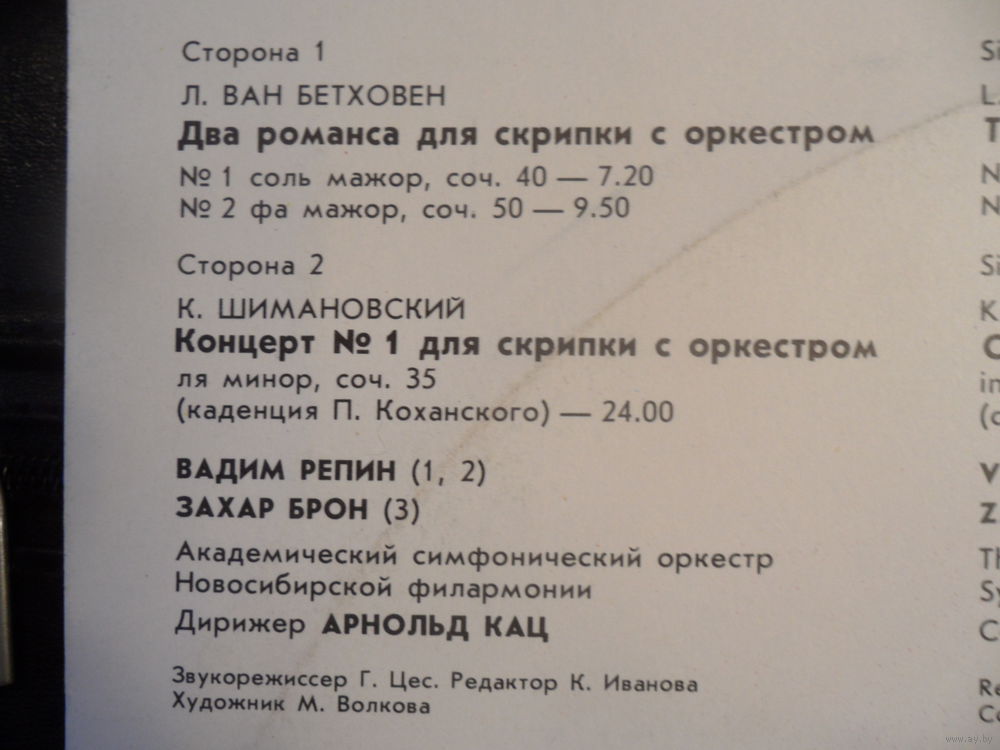 Сторона 1
Л. ВАН БЕТХОВЕН
Два романса для скрипки с оркестром
№ 1 соль мажор, соч. 40 — 7.20
№ 2 фа мажор, соч. 50 — 9.50
Сторона 2
К. ШИМАНОВСКИЙ
Концерт № 1 для скрипки с оркестром
ля минор, соч. 35
(каденция П. Коханского) — 24.00
ВАДИМ РЕПИН (1, 2)
ЗАХАР БРОН (3)
Академический симфонический оркестр
Новосибирской филармонии
Дирижер АРНОЛЬД КАЦ
Звукорежиссер Г. Цес. Редактор К. Иванова
Художник М. Волкова
www.ay.by